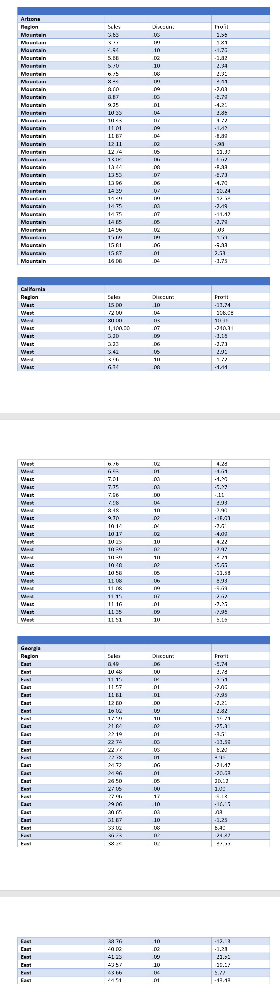 Arizona
Region Sales Discount Profit
Mountain 3.63 .03 -1.56
Mountain 3.77 .09 -1.84
Mountain 4.94 .10 -1.76
Mountain 5.68 .02 -1.82
Mountain 5.70 .10 -2.34
Mountain 6.75 .08 -2.31
Mountain 8.34 .09 -3.44
Mountain 8.60 .09 -2.03
Mountain 8.87 .03 -6.79
Mountain 9.25 .01 -4.21
Mountain 10.33 .04 -3.86
Mountain 10.43 .07 -4.72
Mountain 11.01 .09 -1.42
Mountain 11.87 .04 -8.89
Mountain 12.11 .02 -.98
Mountain 12.74 .05 -11.39
Mountain 13.04 .06 -6.62
Mountain 13.44 .08 -8.88
Mountain 13.53 .07 -6.73
Mountain 13.96 .06 -4.70
Mountain 14.39 .07 -10.24
Mountain 14.49 .09 -12.58
Mountain 14.75 .03 -2.49
Mountain 14.75 .07 -11.42
Mountain 14.85 .05 -2.79
Mountain 14.96 .02 -.03
Mountain 15.69 .09 -1.59
Mountain 15.81 .06 -9.88
Mountain 15.87 .01 2.53
Mountain 16.08 .04 -3.75
California
Region Sales Discount Profit
West 15.00 .10 -13.74
West 72.00 .04 -108.08
West 80.00 .03 10.96
West 1,100.00 .07 -240.31
West 3.20 .09 -3.16
West 3.23 .06 -2.73
West 3.42 .05 -2.91
West 3.96 .10 -1.72
West 6.34 .08 -4.44
West 6.76 .02 -4.28
West 6.93 .01 -4.64
West 7.01 .03 -4.20
West 7.75 .03 -5.27
West 7.96 .00 -.11
West 7.98 .04 -3.93
West 8.48 .10 -7.90
West 9.70 .02 -18.03
West 10.14 .04 -7.61
West 10.17 .02 -4.09
West 10.23 .10 -4.22
West 10.39 .02 -7.97
West 10.39 .10 -3.24
West 10.48 .02 -5.65
West 10.58 .05 -11.58
West 11.08 .06 -8.93
West 11.08 .09 -9.69
West 11.15 .07 -2.62
West 11.16 .01 -7.25
West 11.35 .09 -7.96
West 11.51 .10 -5.16
Georgia
Region Sales Discount Profit
East 8.49 .06 -5.74
East 10.48 .00 -3.78
East 11.15 .04 -5.54
East 11.57 .01 -2.06
East 11.81 .01 -7.95
East 12.80 .00 -2.21
East 16.02 .09 -2.82
East 17.59 .10 -19.74
East 21.84 .02 -25.31
East 22.19 .01 -3.51
East 22.74 .03 -13.59
East 22.77 .03 -6.20
East 22.78 .01 3.96
East 24.72 .06 -21.47
East 24.96 .01 -20.68
East 26.50 .05 20.12
East 27.05 .00 1.00
East 27.96 .17 -9.13
East 29.06 .10 -16.15
East 30.65 .03 .08
East 31.87 .10 -1.25
East 33.02 .08 8.40
East 36.23 .02 -24.87
East 38.24 .02 -37.55
East 38.76 .10 -12.13
East 40.02 .02 -1.28
East 41.23 .09 -21.51
East 43.57 .10 -19.17
East 43.66 .04 5.77
East 44.51 .01 -43.48